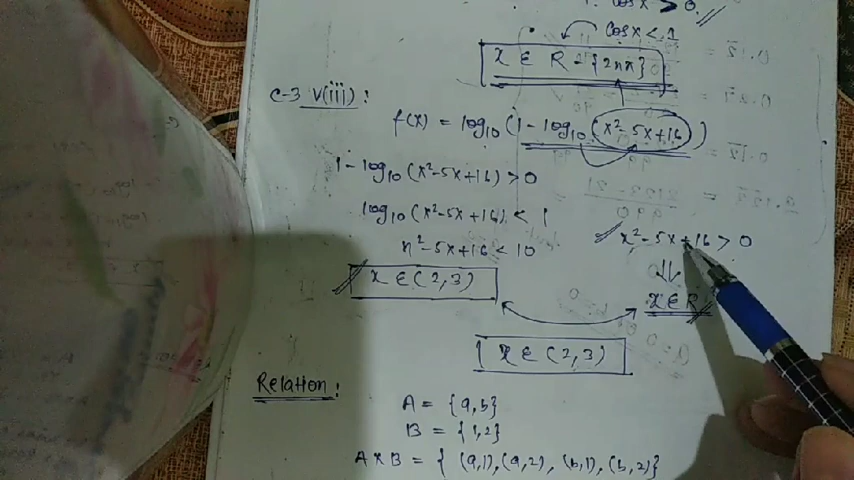 cosx > 0
cosx < 1
x ∈ R - {2nπ}
C-3 V(iii) :
f(x) = log10 (1 - log10 (x²-5x+16))
1 - log10 (x²-5x+16) > 0
log10 (x²-5x+16) < 1
x²-5x+16 > 0
x²-5x+16 < 10
x ∈ (2,3)
x ∈ R
x ∈ (2,3)
Relation :
A = {a,b}
B = {1,2}
A×B = { (a,1), (a,2), (b,1), (b,2)}